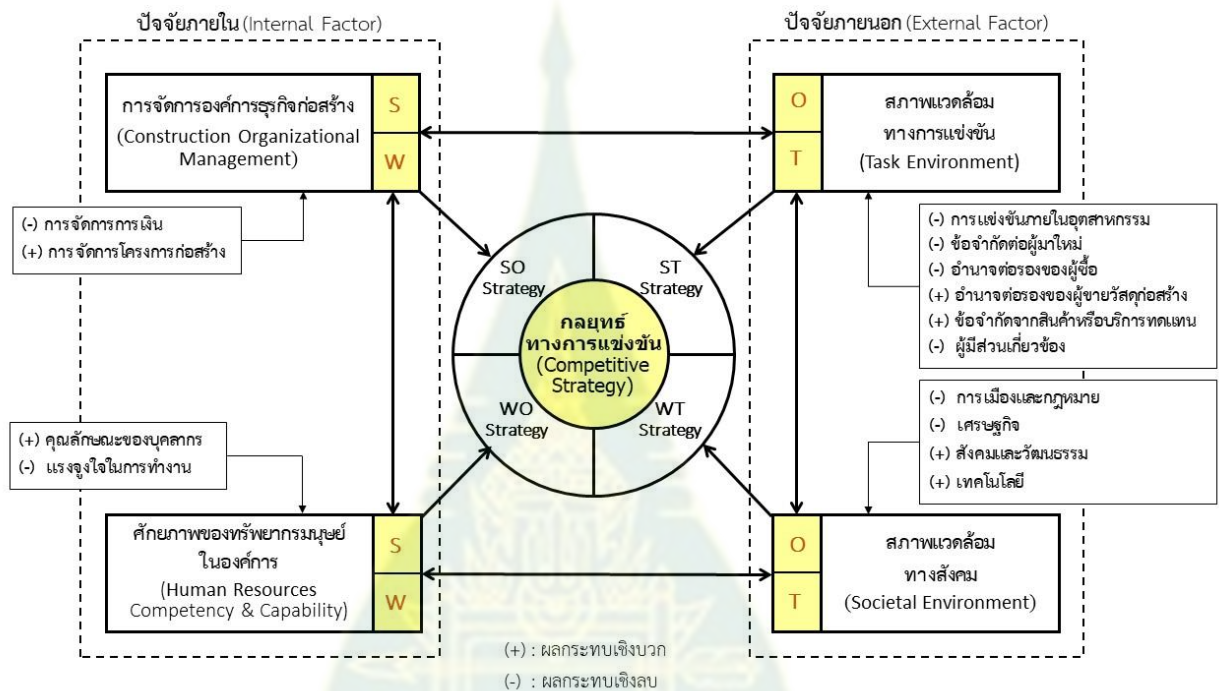 ปัจจัยภายใน (Internal Factor)
ปัจจัยภายนอก (External Factor)
การจัดการองค์การธุรกิจก่อสร้าง
(Construction Organizational
Management)
S
W
O
T
สภาพแวดล้อม
ทางการแข่งขัน
(Task Environment)
(-) การจัดการการเงิน
(+) การจัดการโครงการก่อสร้าง
(-) การแข่งขันภายในอุตสาหกรรม
(-) ข้อจำกัดต่อผู้มาใหม่
(-) อำนาจต่อรองของผู้ซื้อ
(+) อำนาจต่อรองของผู้ขายวัสดุก่อสร้าง
(+) ข้อจำกัดจากสินค้าหรือบริการทดแทน
(-) ผู้มีส่วนเกี่ยวข้อง
SO
Strategy
ST
Strategy
กลยุทธ์
ทางการแข่งขัน
(Competitive
Strategy)
WO
Strategy
WT
Strategy
(+) คุณลักษณะของบุคลากร
(-) แรงจูงใจในการทำงาน
(-) การเมืองและกฎหมาย
(-) เศรษฐกิจ
(+) สังคมและวัฒนธรรม
(+) เทคโนโลยี
ศักยภาพของทรัพยากรมนุษย์
ในองค์การ
(Human Resources
Competency & Capability)
S
W
O
T
สภาพแวดล้อม
ทางสังคม
(Societal Environment)
(+) : ผลกระทบเชิงบวก
(-) : ผลกระทบเชิงลบ